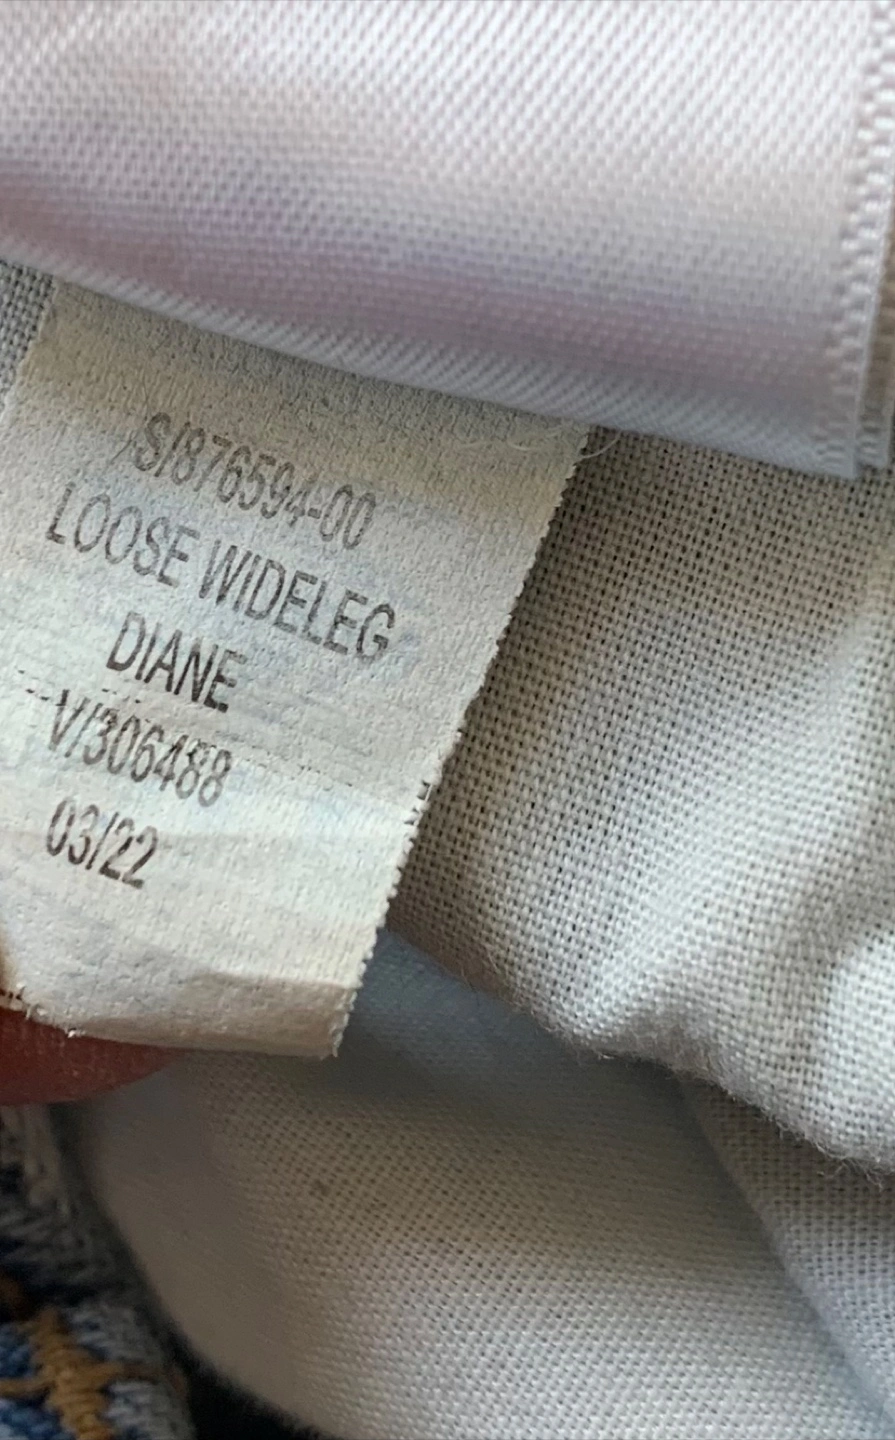 S/876594-00
LOOSE WIDELEG
DIANE
V/306488
03/22